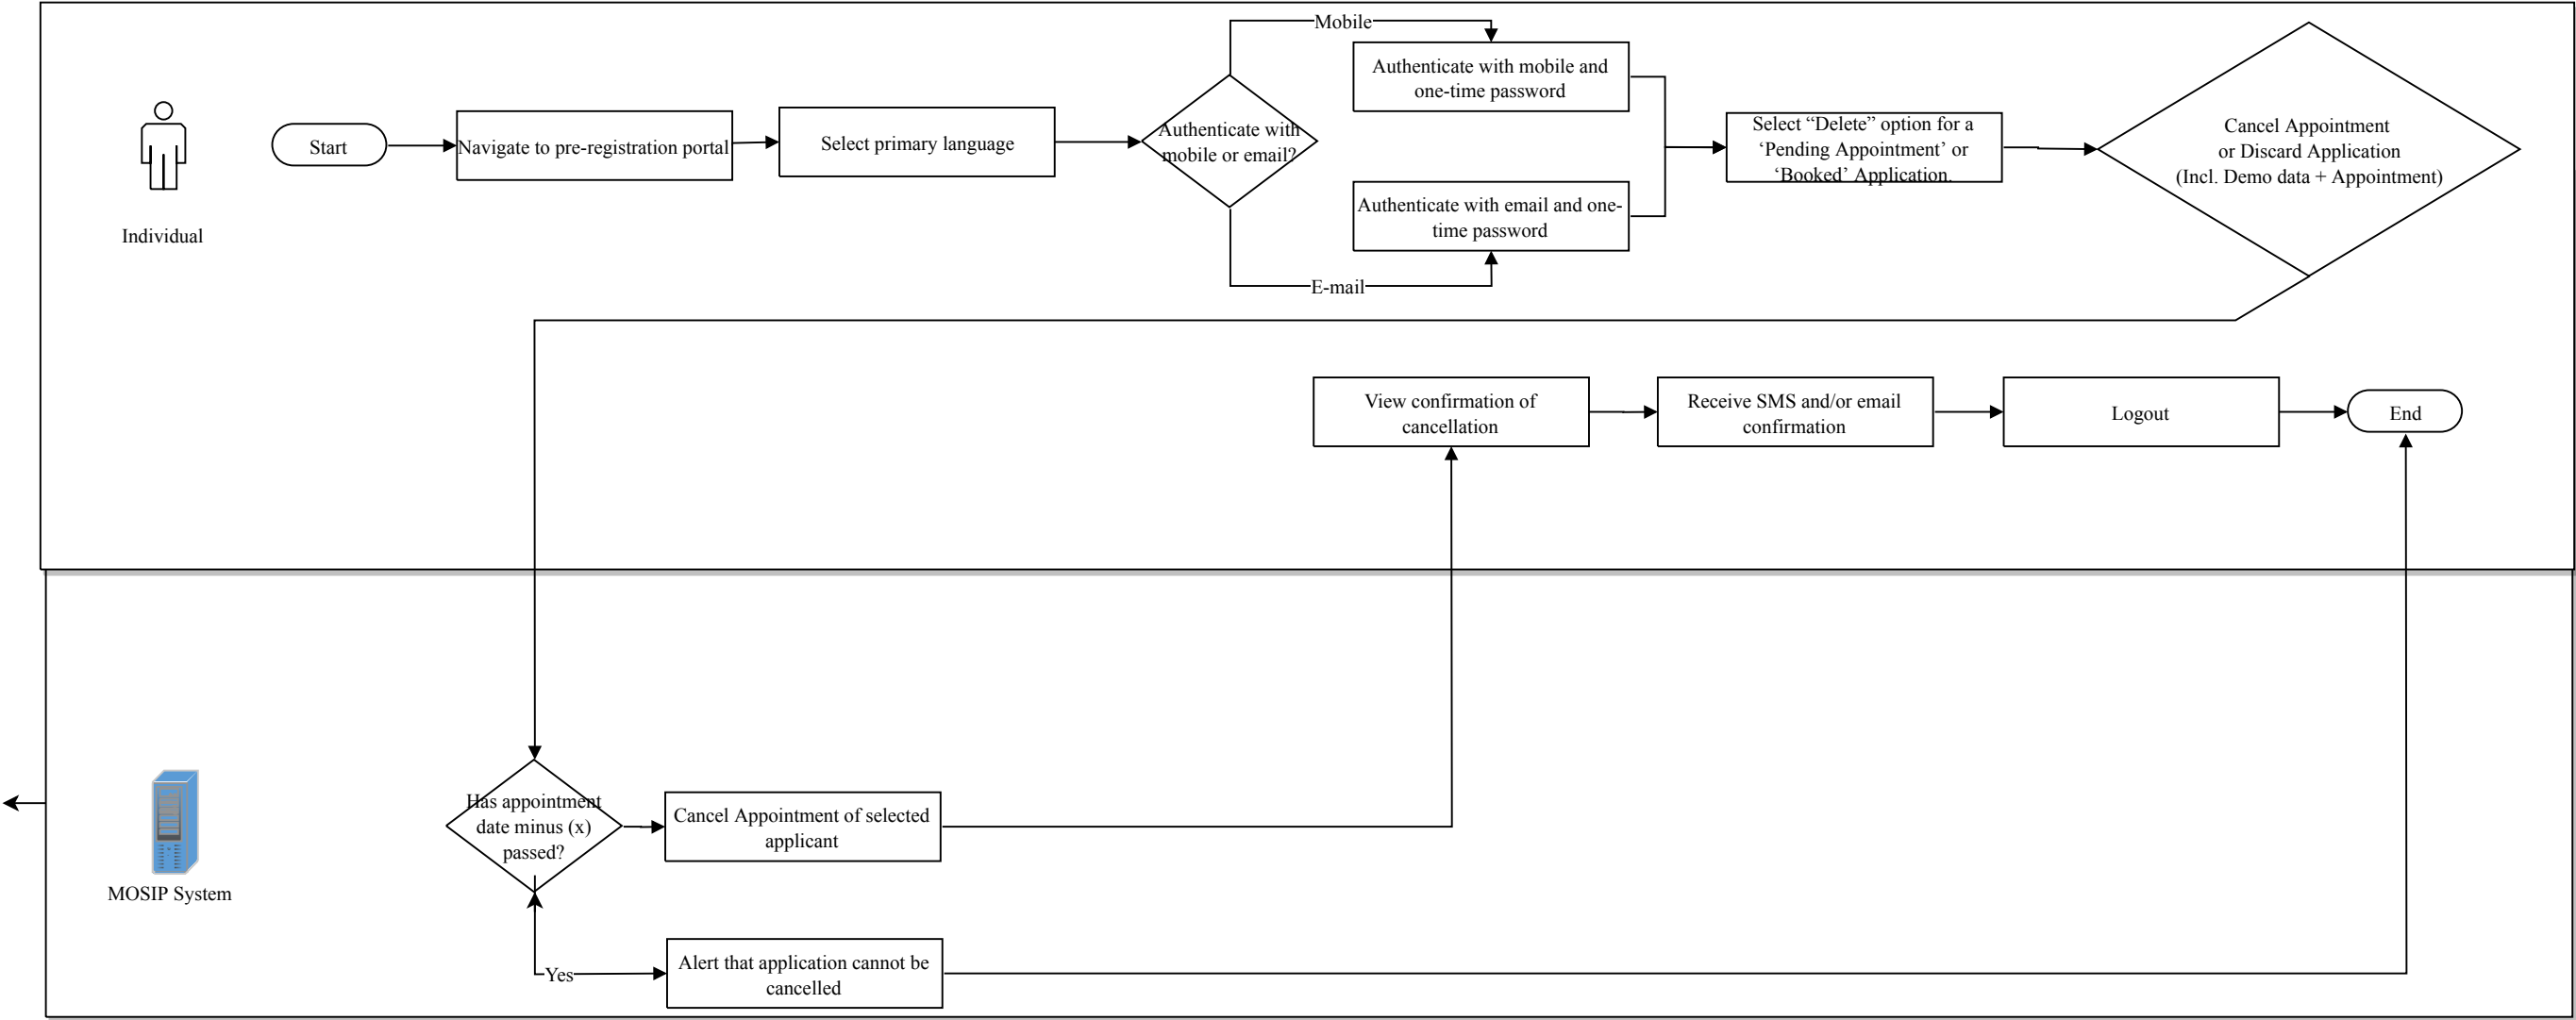 Mobile
Authenticate with mobile and
one-time password
Individual
Start
Navigate to pre-registration portal
Select primary language
Authenticate with
mobile or email?
Authenticate with email and one-
time password
E-mail
Select “Delete” option for a
‘Pending Appointment’ or
‘Booked’ Application.
Cancel Appointment
or Discard Application
(Incl. Demo data + Appointment)
View confirmation of
cancellation
Receive SMS and/or email
confirmation
Logout
End
MOSIP System
Has appointment
date minus (x)
passed?
Cancel Appointment of selected
applicant
Yes
Alert that application cannot be
cancelled